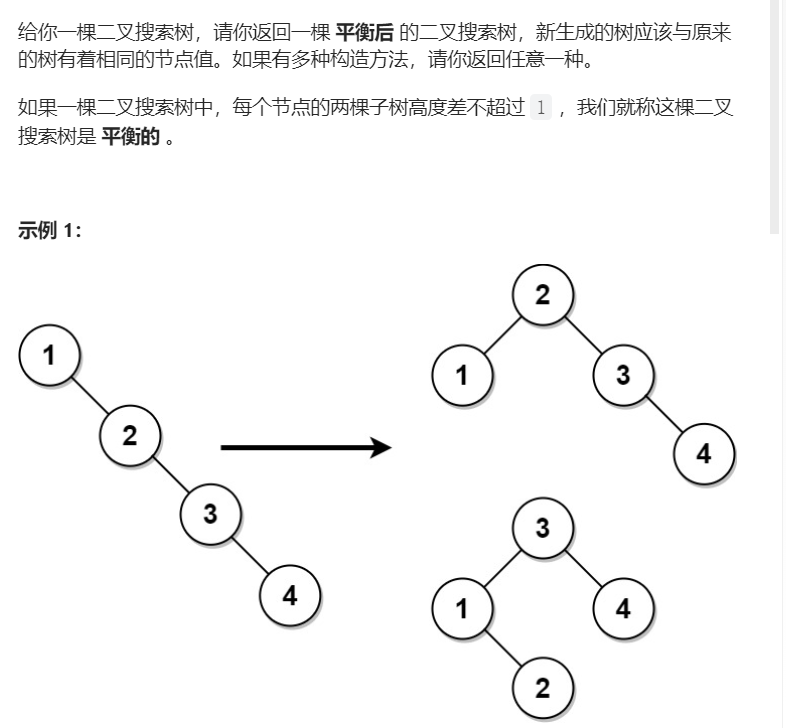 给你一棵二叉搜索树，请你返回一棵 平衡后 的二叉搜索树，新生成的树应该与原来
的树有着相同的节点值。如果有多种构造方法，请你返回任意一种。
如果一棵二叉搜索树中，每个节点的两棵子树高度差不超过 1 ，我们就称这棵二叉
搜索树是 平衡的 。
示例 1：
1
2
3
4
2
1
3
4
3
1
4
2